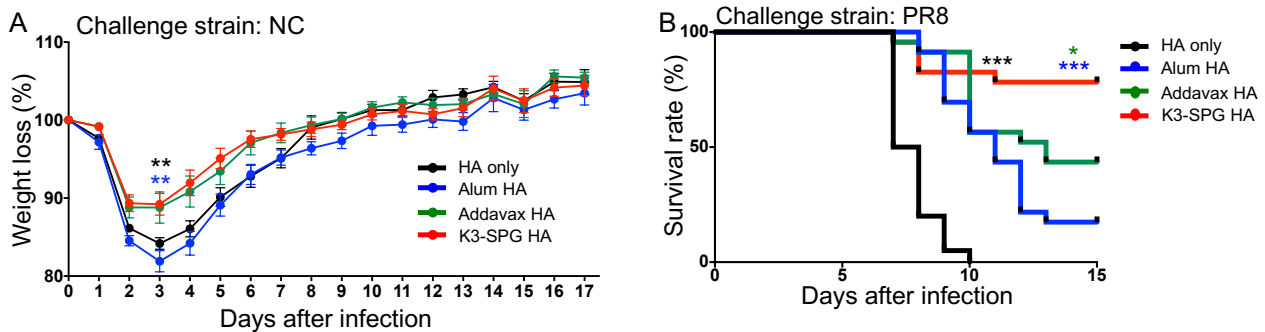 A
Challenge strain: NC
Weight loss (%)
110
100
90
80
**
**
HA only
Alum HA
Addavax HA
K3-SPG HA
0 1 2 3 4 5 6 7 8 9 10 11 12 13 14 15 16 17
Days after infection
B
Challenge strain: PR8
Survival rate (%)
100
50
0
***
*
***
HA only
Alum HA
Addavax HA
K3-SPG HA
0 5 10 15
Days after infection